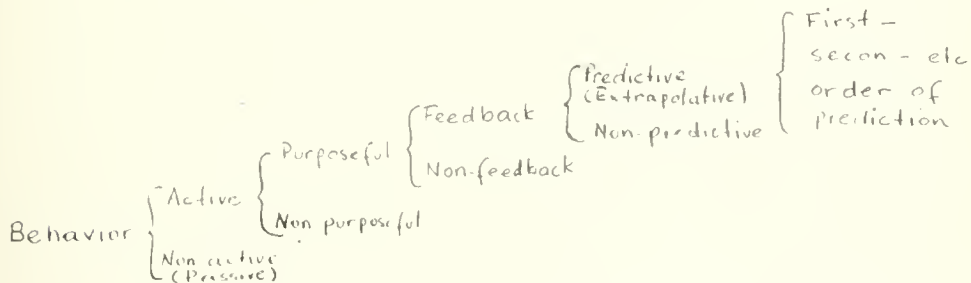 Behavior
Active
Non active
(Passive)
Purposeful
Non purposeful
Feedback
Non-feedback
Predictive
(Extrapolative)
Non-predictive
First -
secon - etc
order of
prediction